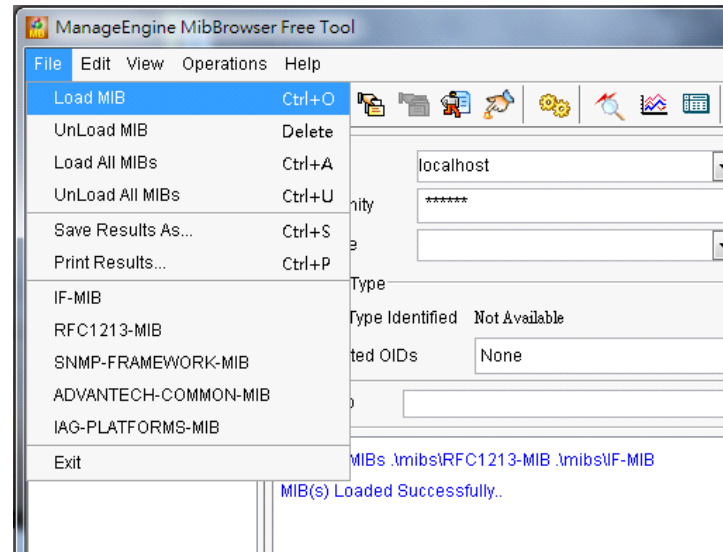 ManageEngine MibBrowser Free Tool
File Edit View Operations Help
Load MIB Ctrl+O
UnLoad MIB Delete
Load All MIBs Ctrl+A
UnLoad All MIBs Ctrl+U
Save Results As... Ctrl+S
Print Results... Ctrl+P
IF-MIB
RFC1213-MIB
SNMP-FRAMEWORK-MIB
ADVANTECH-COMMON-MIB
IAG-PLATFORMS-MIB
Exit
localhost
nity ******
Type
Type Identified Not Available
ted OIDs None
MIBs .\mibs\RFC1213-MIB .\mibs\IF-MIB
MIB(s) Loaded Successfully..